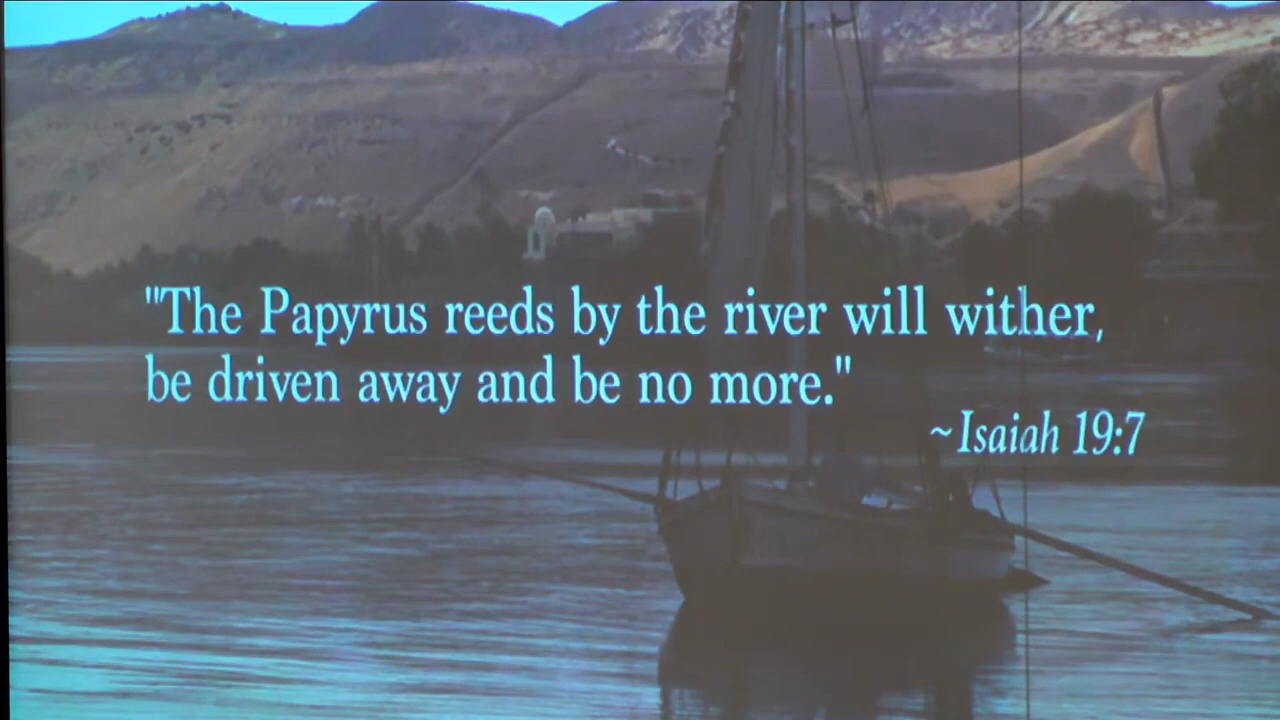 "The Papyrus reeds by the river will wither,
be driven away and be no more."
~Isaiah 19:7